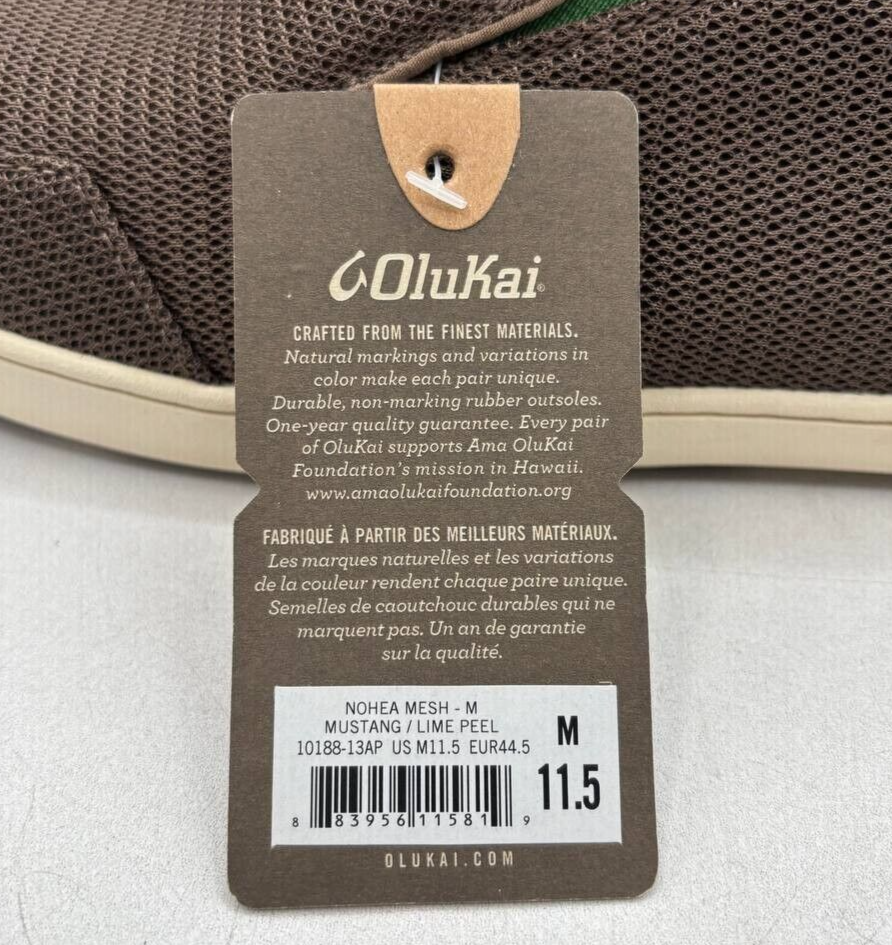 OluKai®
CRAFTED FROM THE FINEST MATERIALS.
Natural markings and variations in
color make each pair unique.
Durable, non-marking rubber outsoles.
One-year quality guarantee. Every pair
of OluKai supports Ama OluKai
Foundation's mission in Hawaii.
www.amaolukaifoundation.org
FABRIQUÉ À PARTIR DES MEILLEURS MATÉRIAUX.
Les marques naturelles et les variations
de la couleur rendent chaque paire unique.
Semelles de caoutchouc durables qui ne
marquent pas. Un an de garantie
sur la qualité.
NOHEA MESH - M
MUSTANG / LIME PEEL
10188-13AP US M11.5 EUR44.5
M
11.5
8 83956 11581 9
OLUKAI.COM